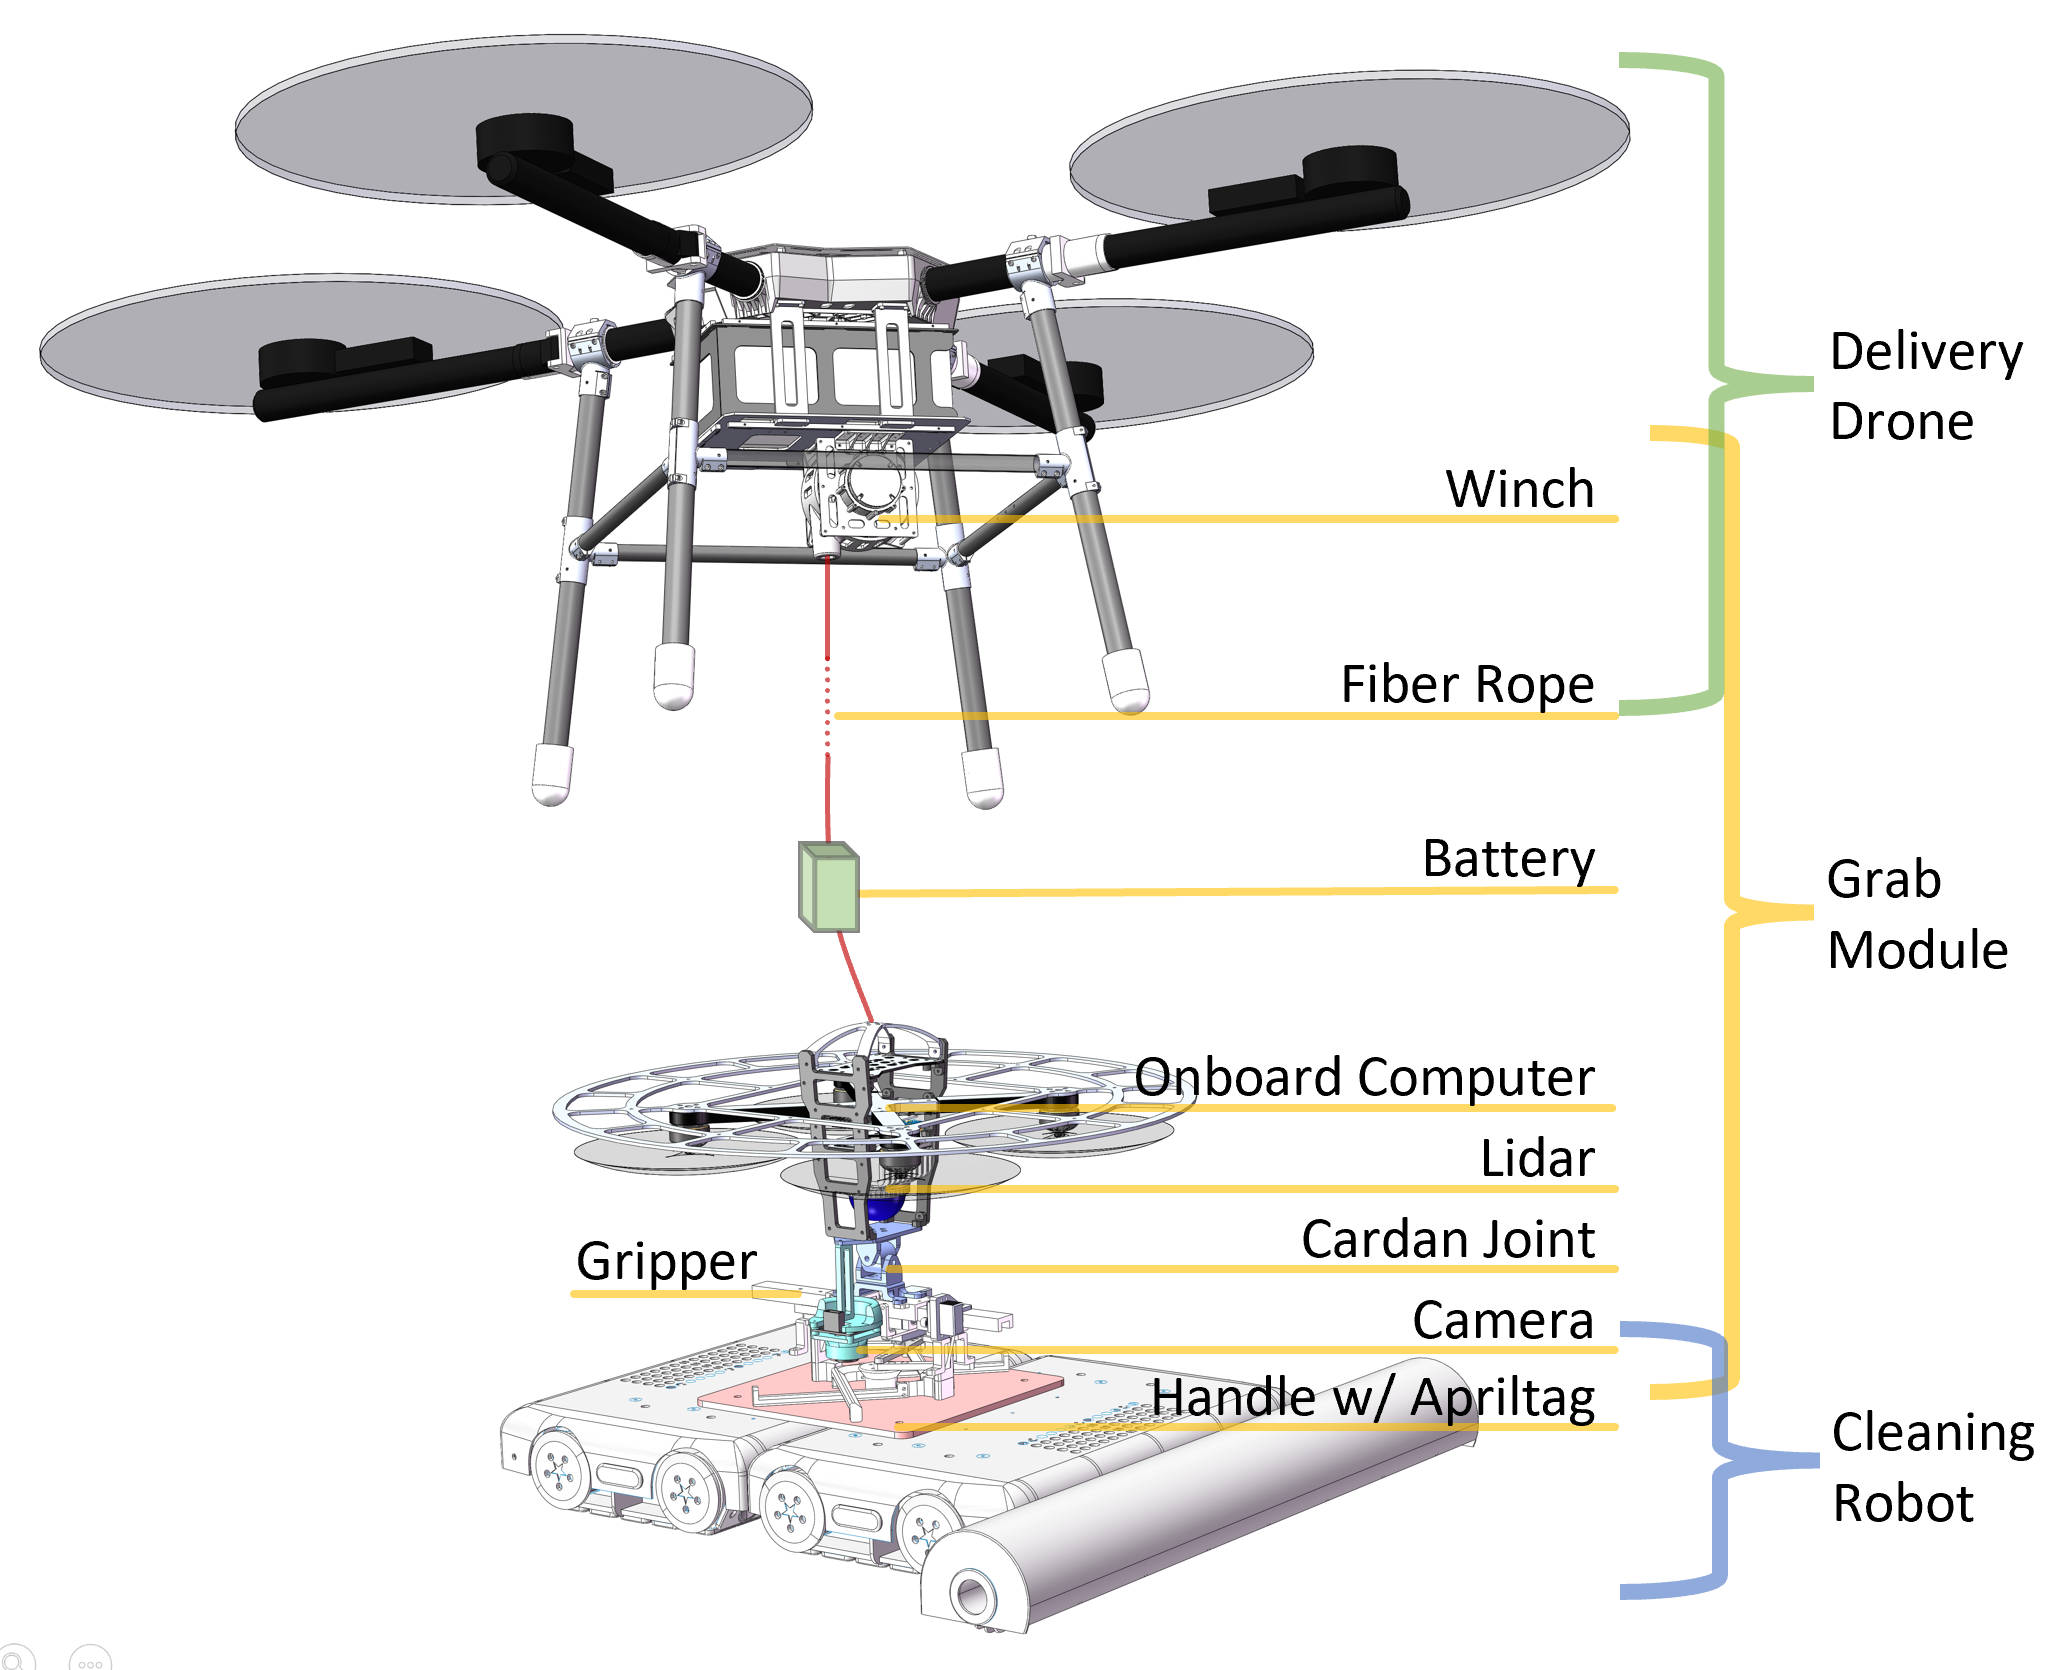 Delivery
Drone
Winch
Fiber Rope
Battery
Grab
Module
Onboard Computer
Lidar
Cardan Joint
Gripper
Camera
Handle w/ Apriltag
Cleaning
Robot